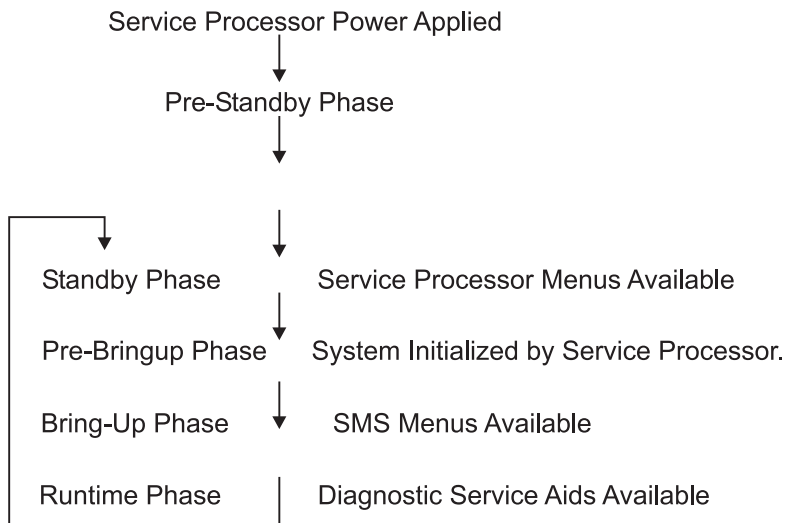 Service Processor Power Applied
Pre-Standby Phase
Standby Phase Service Processor Menus Available
Pre-Bringup Phase System Initialized by Service Processor.
Bring-Up Phase SMS Menus Available
Runtime Phase Diagnostic Service Aids Available